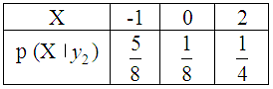 X -1 0 2
p (X | y₂) 5/8 1/8 1/4